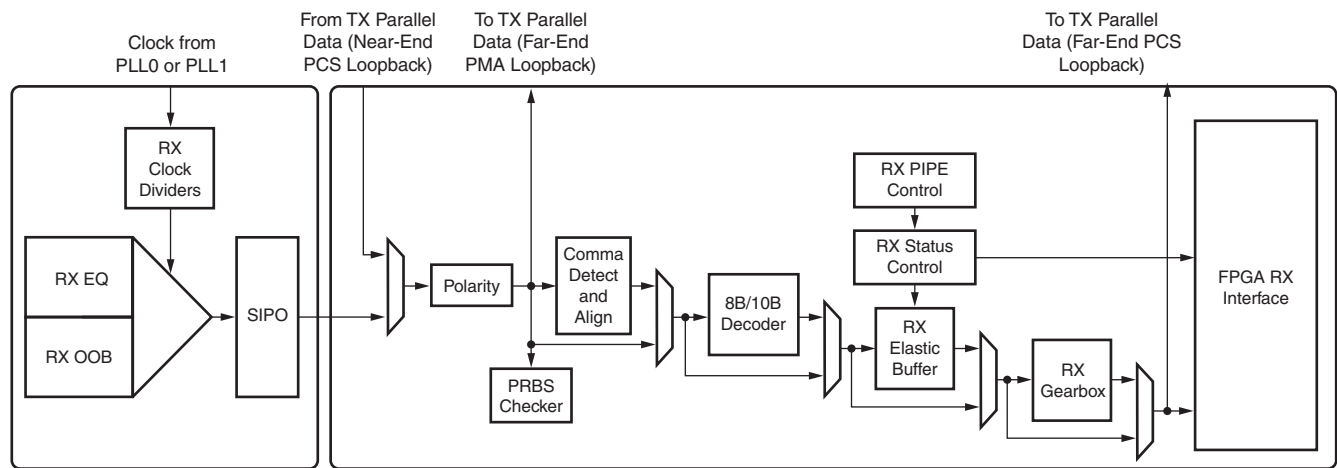 Clock from
PLL0 or PLL1
From TX Parallel
Data (Near-End
PCS Loopback)
To TX Parallel
Data (Far-End
PMA Loopback)
To TX Parallel
Data (Far-End PCS
Loopback)
RX
Clock
Dividers
RX EQ
RX OOB
SIPO
Polarity
Comma
Detect
and
Align
PRBS
Checker
8B/10B
Decoder
RX PIPE
Control
RX Status
Control
RX
Elastic
Buffer
RX
Gearbox
FPGA RX
Interface